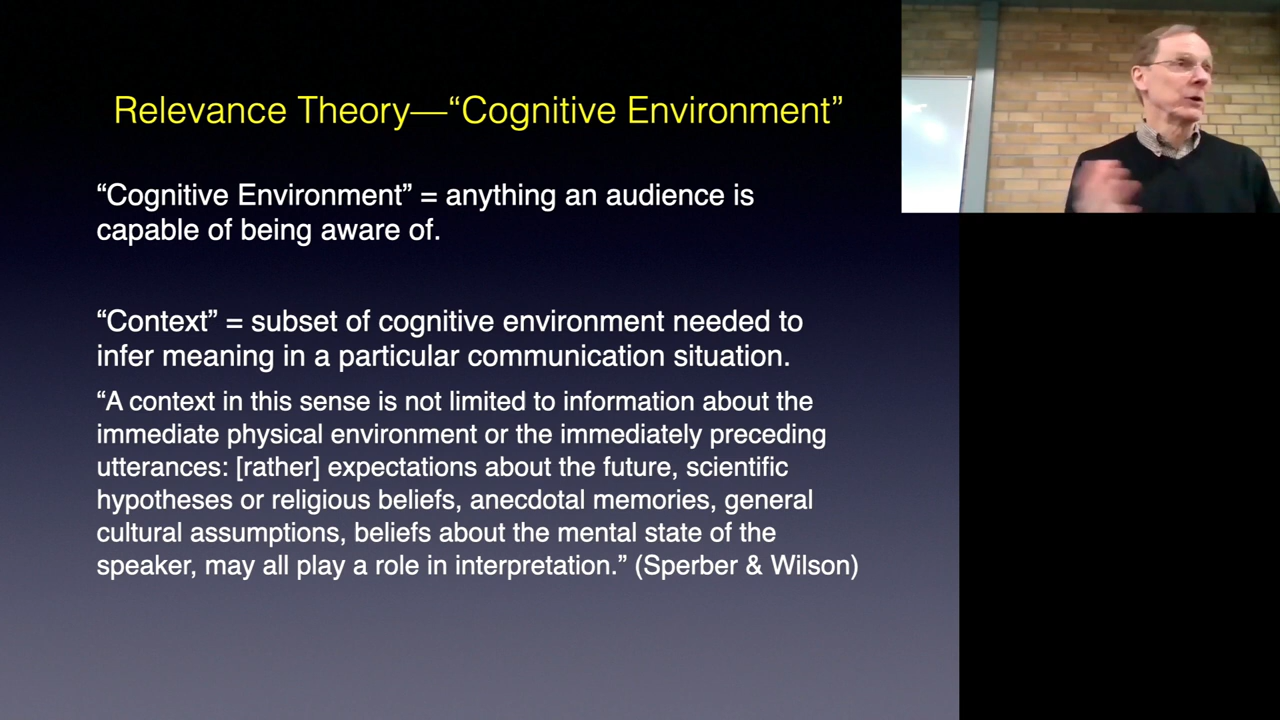 Relevance Theory—“Cognitive Environment”
“Cognitive Environment” = anything an audience is
capable of being aware of.
“Context” = subset of cognitive environment needed to
infer meaning in a particular communication situation.
“A context in this sense is not limited to information about the
immediate physical environment or the immediately preceding
utterances: [rather] expectations about the future, scientific
hypotheses or religious beliefs, anecdotal memories, general
cultural assumptions, beliefs about the mental state of the
speaker, may all play a role in interpretation.” (Sperber & Wilson)